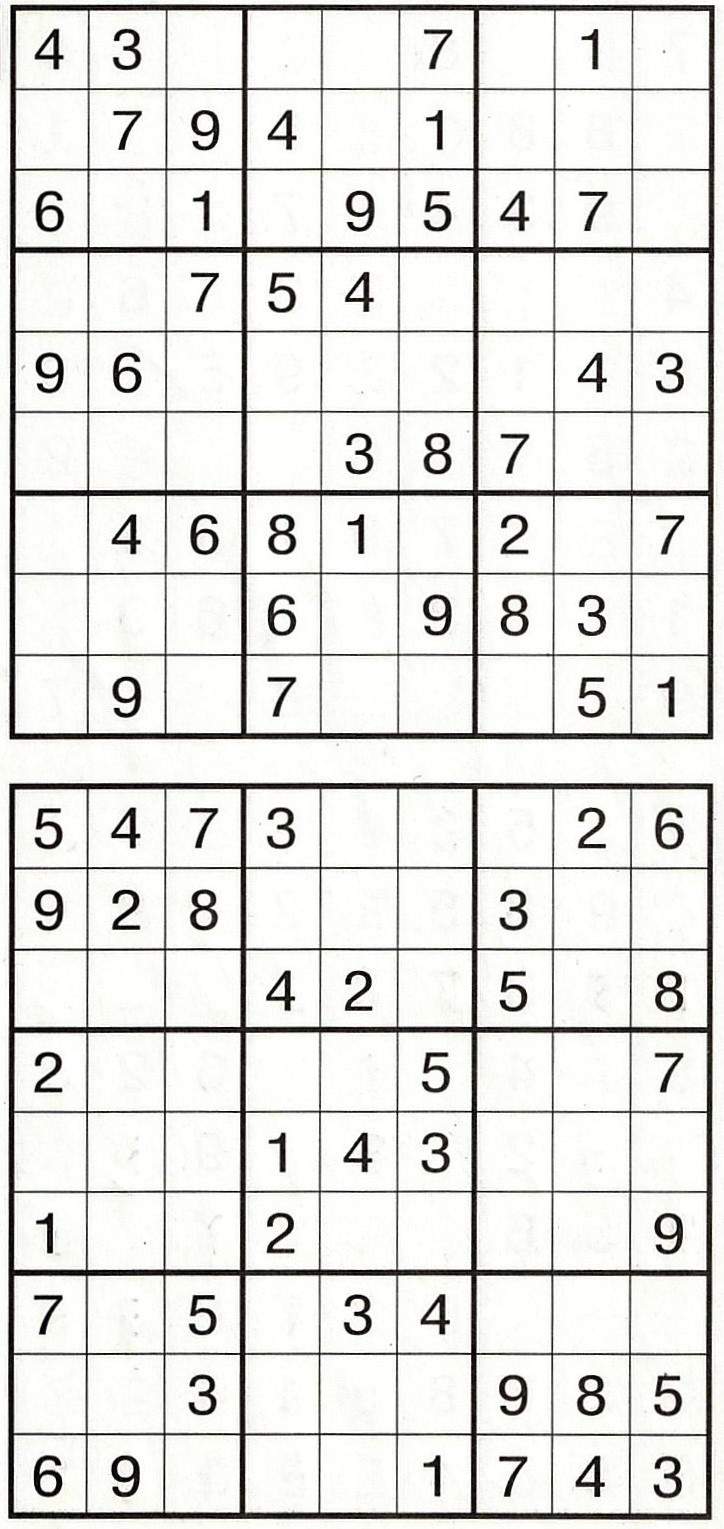 4 3 7 1
7 9 4 1
6 1 9 5 4 7
7 5 4
9 6 4 3
3 8 7
4 6 8 1 2 7
6 9 8 3
9 7 5 1
5 4 7 3 2 6
9 2 8 3
4 2 5 8
2 5 7
1 4 3
1 2 9
7 5 3 4
3 9 8 5
6 9 1 7 4 3